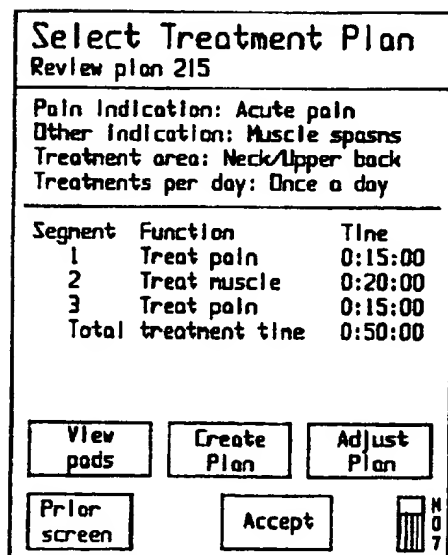 Select Treatment Plan
Review plan 215
Pain Indication: Acute pain
Other Indication: Muscle spasms
Treatment area: Neck/Upper back
Treatments per day: Once a day
Segment Function Time
1 Treat pain 0:15:00
2 Treat muscle 0:20:00
3 Treat pain 0:15:00
Total treatment time 0:50:00
View pads
Create Plan
Adjust Plan
Prior screen
Accept
M07